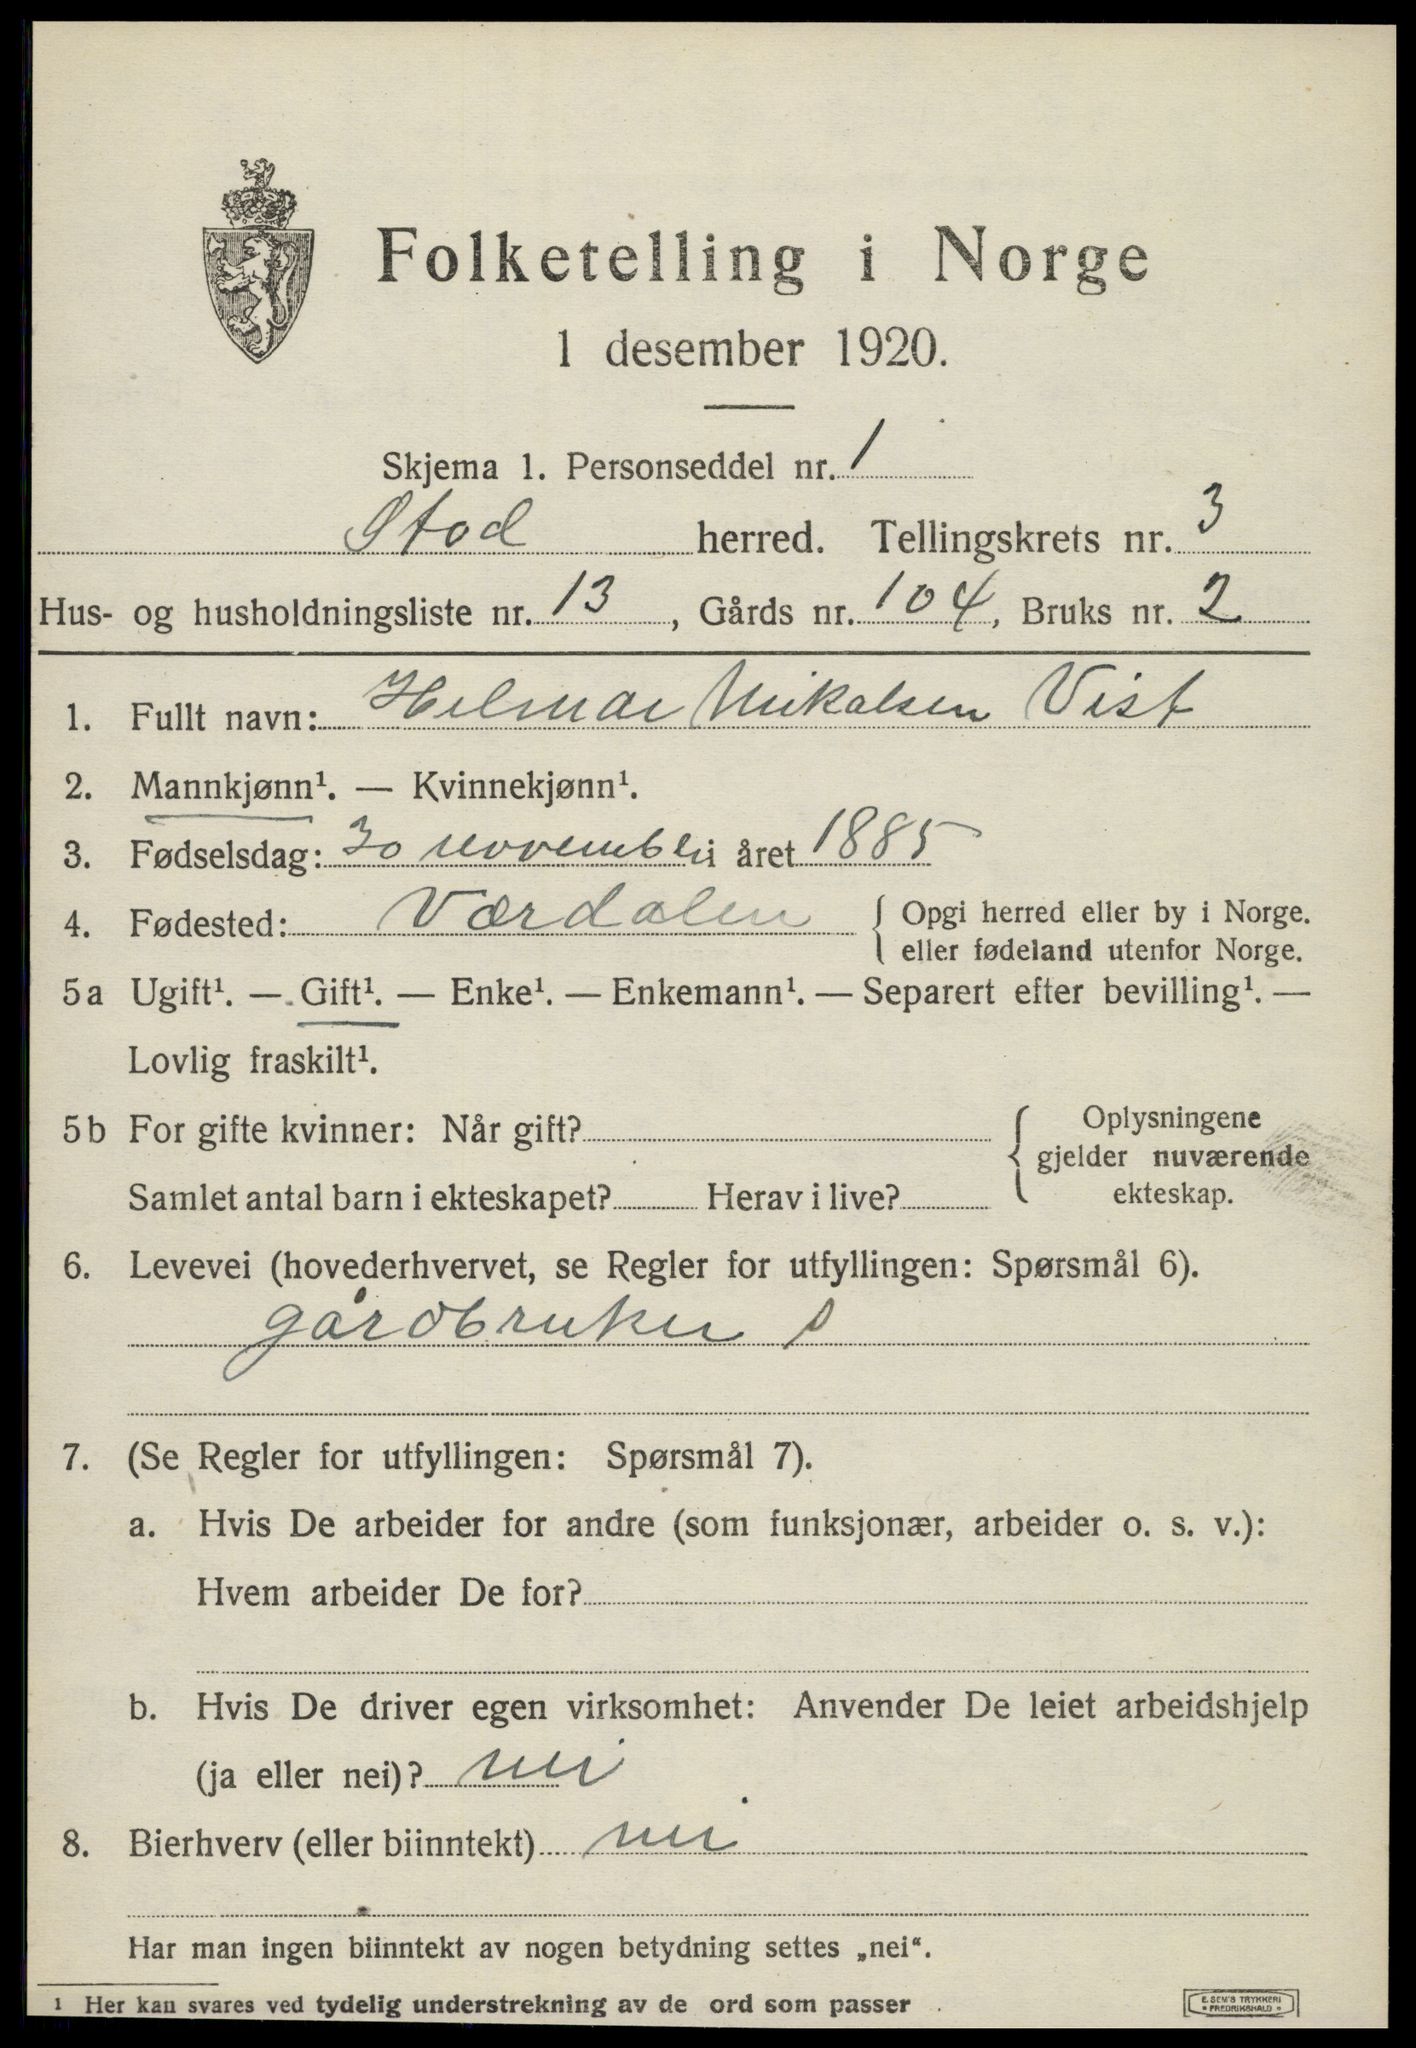 Folketelling i Norge
1 desember 1920.
Skjema 1. Personseddel nr. 1
Stod herred. Tellingskrets nr. 3
Hus- og husholdningsliste nr. 13, Gårds nr. 104, Bruks nr. 2
1. Fullt navn: Helmar Mikalsen Vist
2. Mannkjønn¹. — Kvinnekjønn¹.
3. Fødselsdag: 30 november i året 1885
4. Fødested: Værdalen { Opgi herred eller by i Norge.
eller fødeland utenfor Norge.
5a Ugift¹. — Gift¹. — Enke¹. — Enkemann¹. — Separert efter bevilling¹. —
Lovlig fraskilt¹.
5b For gifte kvinner: Når gift? { Oplysningene
gjelder nuværende
Samlet antal barn i ekteskapet? Herav i live? ekteskap.
6. Levevei (hovederhvervet, se Regler for utfyllingen: Spørsmål 6).
gårdbruker s
7. (Se Regler for utfyllingen: Spørsmål 7).
a. Hvis De arbeider for andre (som funksjonær, arbeider o. s. v.):
Hvem arbeider De for?
b. Hvis De driver egen virksomhet: Anvender De leiet arbeidshjelp
(ja eller nei)? nei
8. Bierhverv (eller biinntekt) nei
Har man ingen biinntekt av nogen betydning settes „nei“.
¹ Her kan svares ved tydelig understrekning av de ord som passer
E. SEM'S TRYKKERI
* FREDRIKSHALD *